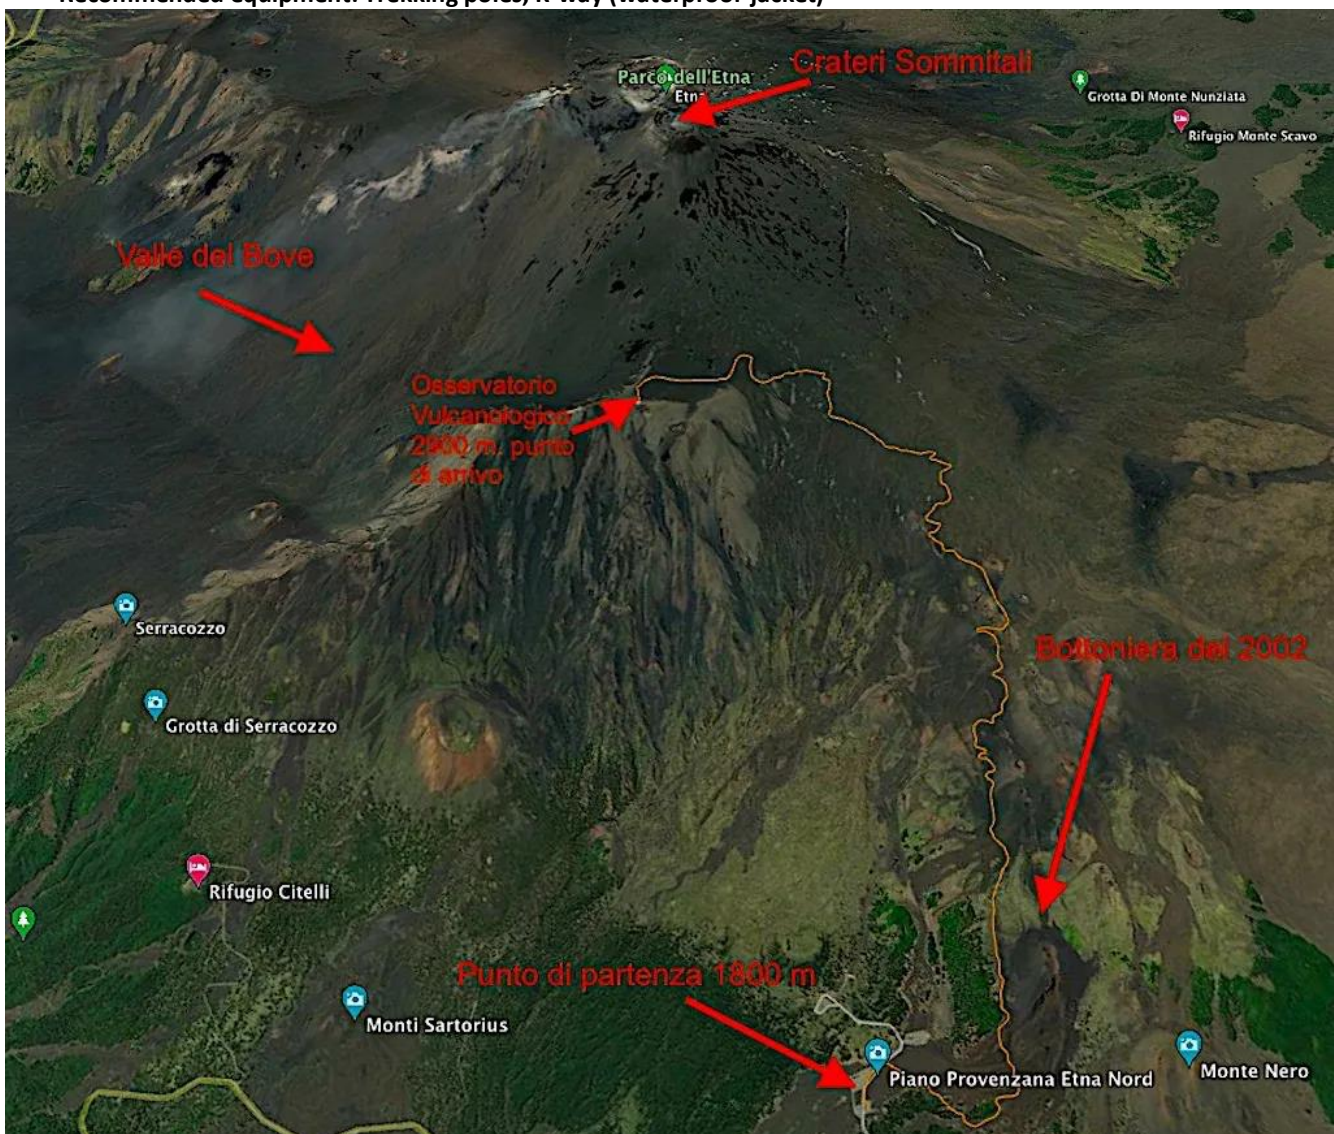 Recommended equipment: Trekking poles, K-way (waterproof jacket)
Crateri Sommitali
Parco dell'Etna
Etna
Grotta Di Monte Nunziata
Rifugio Monte Scavo
Valle del Bove
Osservatorio
Vulcanologico
2900 m. punto
di arrivo
Serracozzo
Bottoniera del 2002
Grotta di Serracozzo
Rifugio Citelli
Punto di partenza 1800 m
Monti Sartorius
Piano Provenzana Etna Nord
Monte Nero